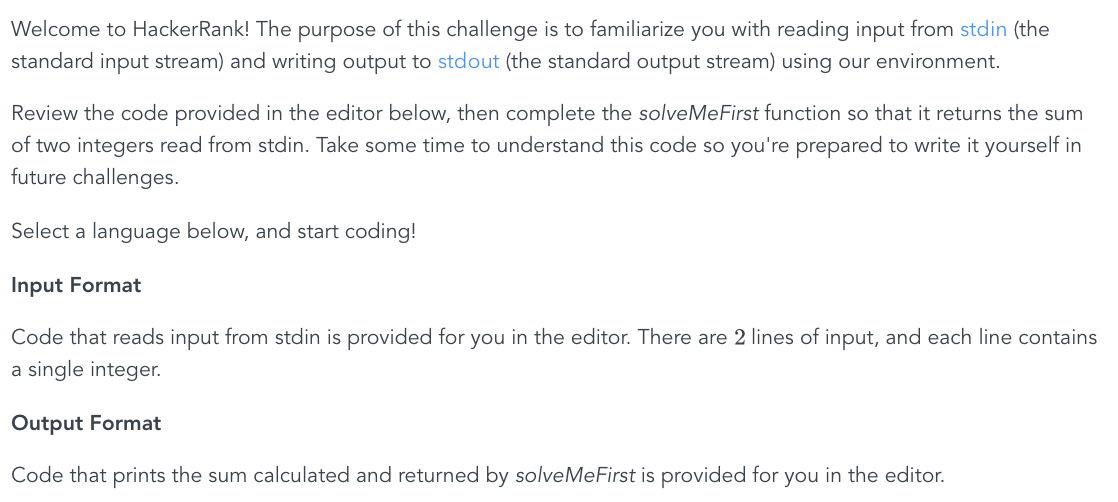 Welcome to HackerRank! The purpose of this challenge is to familiarize you with reading input from stdin (the
standard input stream) and writing output to stdout (the standard output stream) using our environment.
Review the code provided in the editor below, then complete the solveMeFirst function so that it returns the sum
of two integers read from stdin. Take some time to understand this code so you're prepared to write it yourself in
future challenges.
Select a language below, and start coding!
Input Format
Code that reads input from stdin is provided for you in the editor. There are 2 lines of input, and each line contains
a single integer.
Output Format
Code that prints the sum calculated and returned by solveMeFirst is provided for you in the editor.